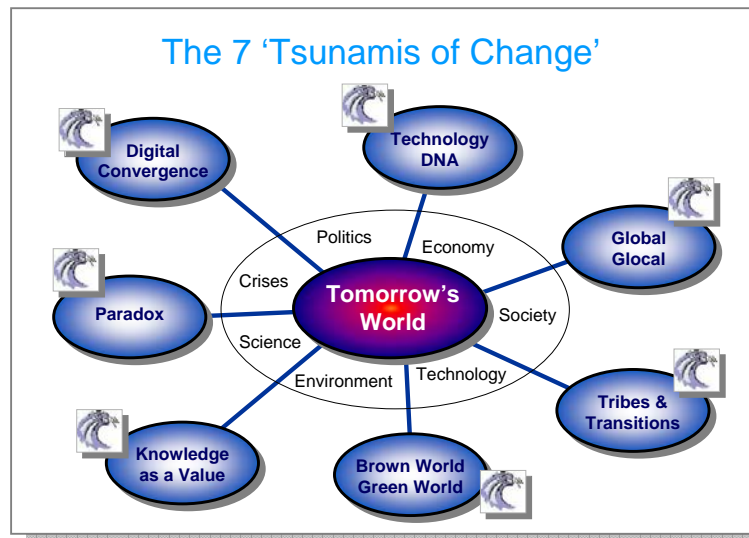 The 7 ‘Tsunamis of Change’
Digital
Convergence
Technology
DNA
Global
Glocal
Politics
Economy
Crises
Tomorrow’s
World
Society
Paradox
Science
Environment
Technology
Tribes &
Transitions
Knowledge
as a Value
Brown World
Green World